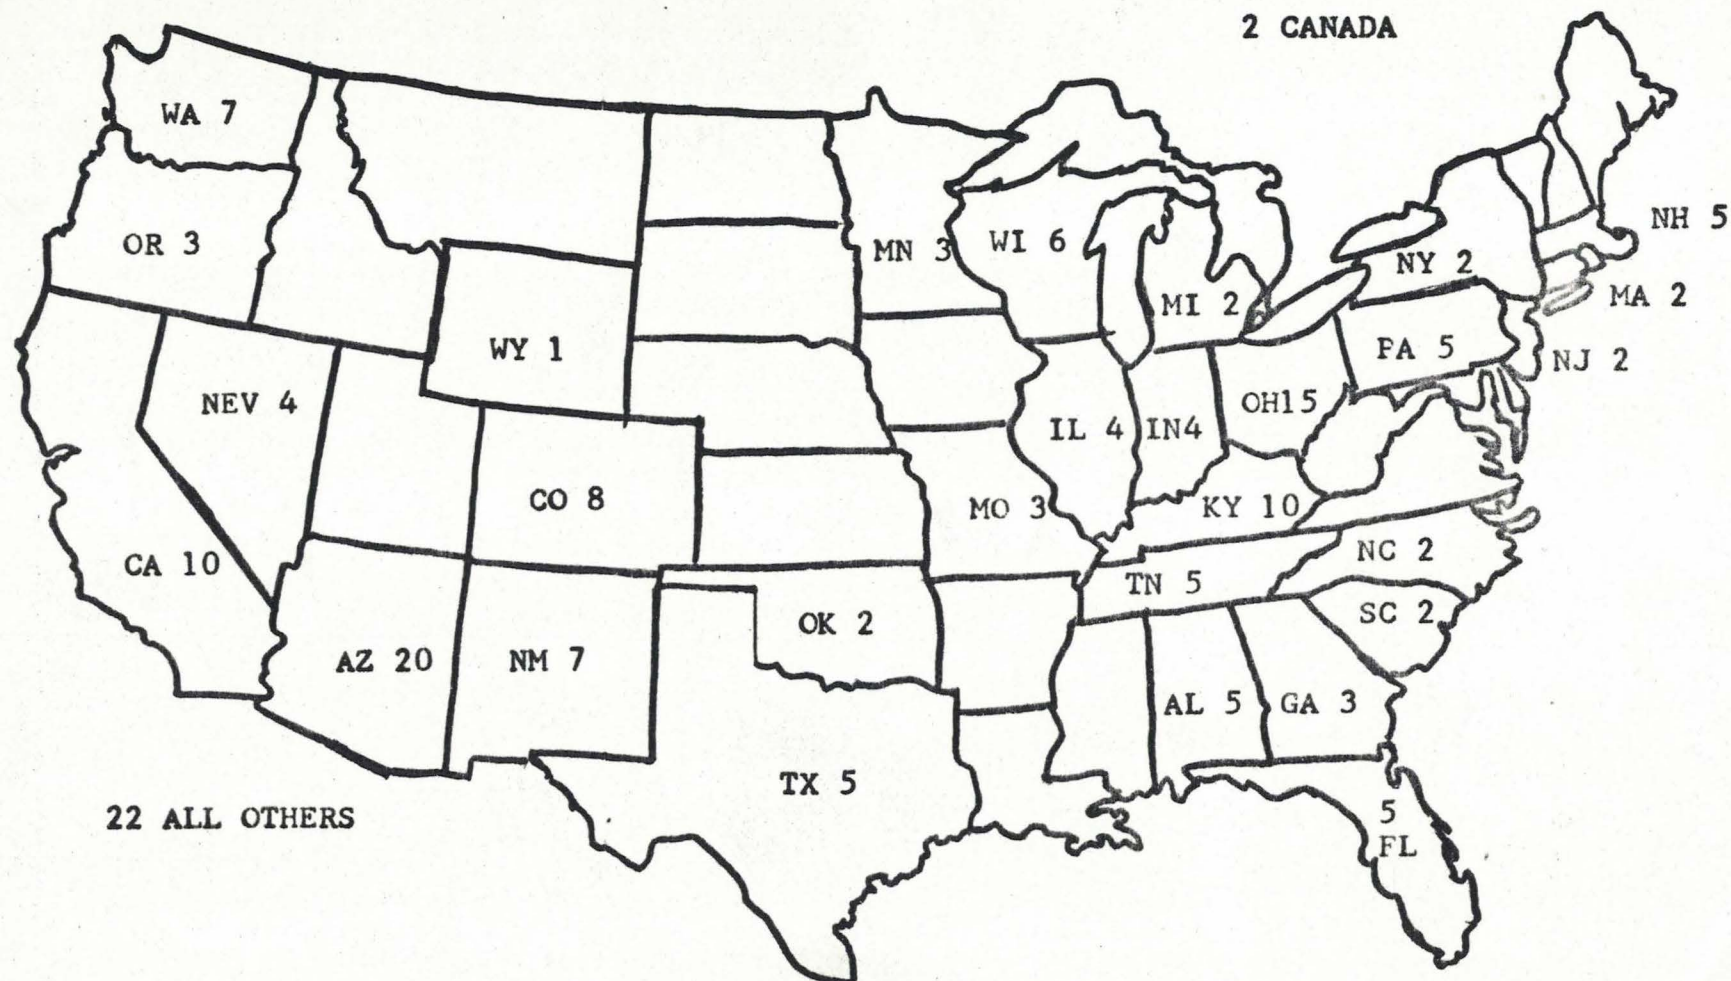 2 CANADA
WA 7
OR 3
MN 3
WI 6
NH 5
NY 2
MA 2
MI 2
WY 1
PA 5
NJ 2
NEV 4
OH15
IL 4
IN4
CO 8
MO 3
KY 10
CA 10
NC 2
TN 5
SC 2
OK 2
AZ 20
NM 7
AL 5
GA 3
TX 5
22 ALL OTHERS
5
FL